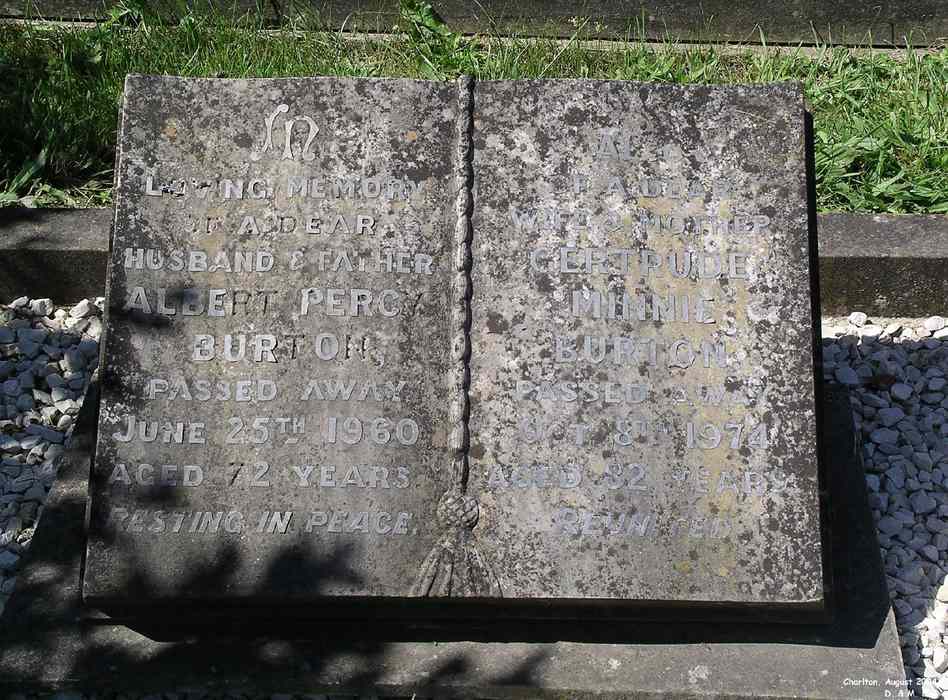 In
LOVING MEMORY
OF A DEAR
HUSBAND & FATHER
ALBERT PERCY
BURTON,
PASSED AWAY
JUNE 25TH 1960
AGED 72 YEARS.
RESTING IN PEACE.
ALSO
OF A DEAR
WIFE & MOTHER
GERTRUDE
MINNIE
BURTON,
PASSED AWAY
OCT. 8TH 1974
AGED 82 YEARS.
REUNITED.
Charlton, August
D. & M.